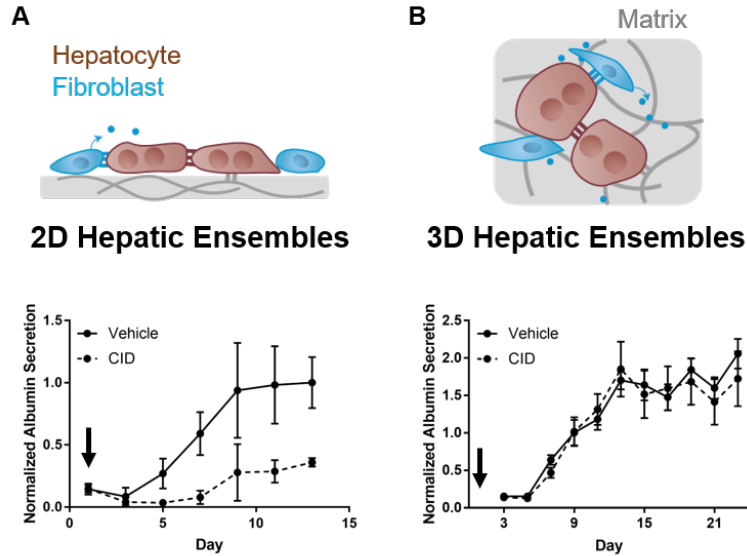 A
Hepatocyte
Fibroblast
2D Hepatic Ensembles
Normalized Albumin Secretion
1.5
1.0
0.5
0.0
Vehicle
CID
0
5
10
15
Day
B
Matrix
3D Hepatic Ensembles
Normalized Albumin Secretion
2.5
2.0
1.5
1.0
0.5
0.0
Vehicle
CID
3
9
15
21
Day